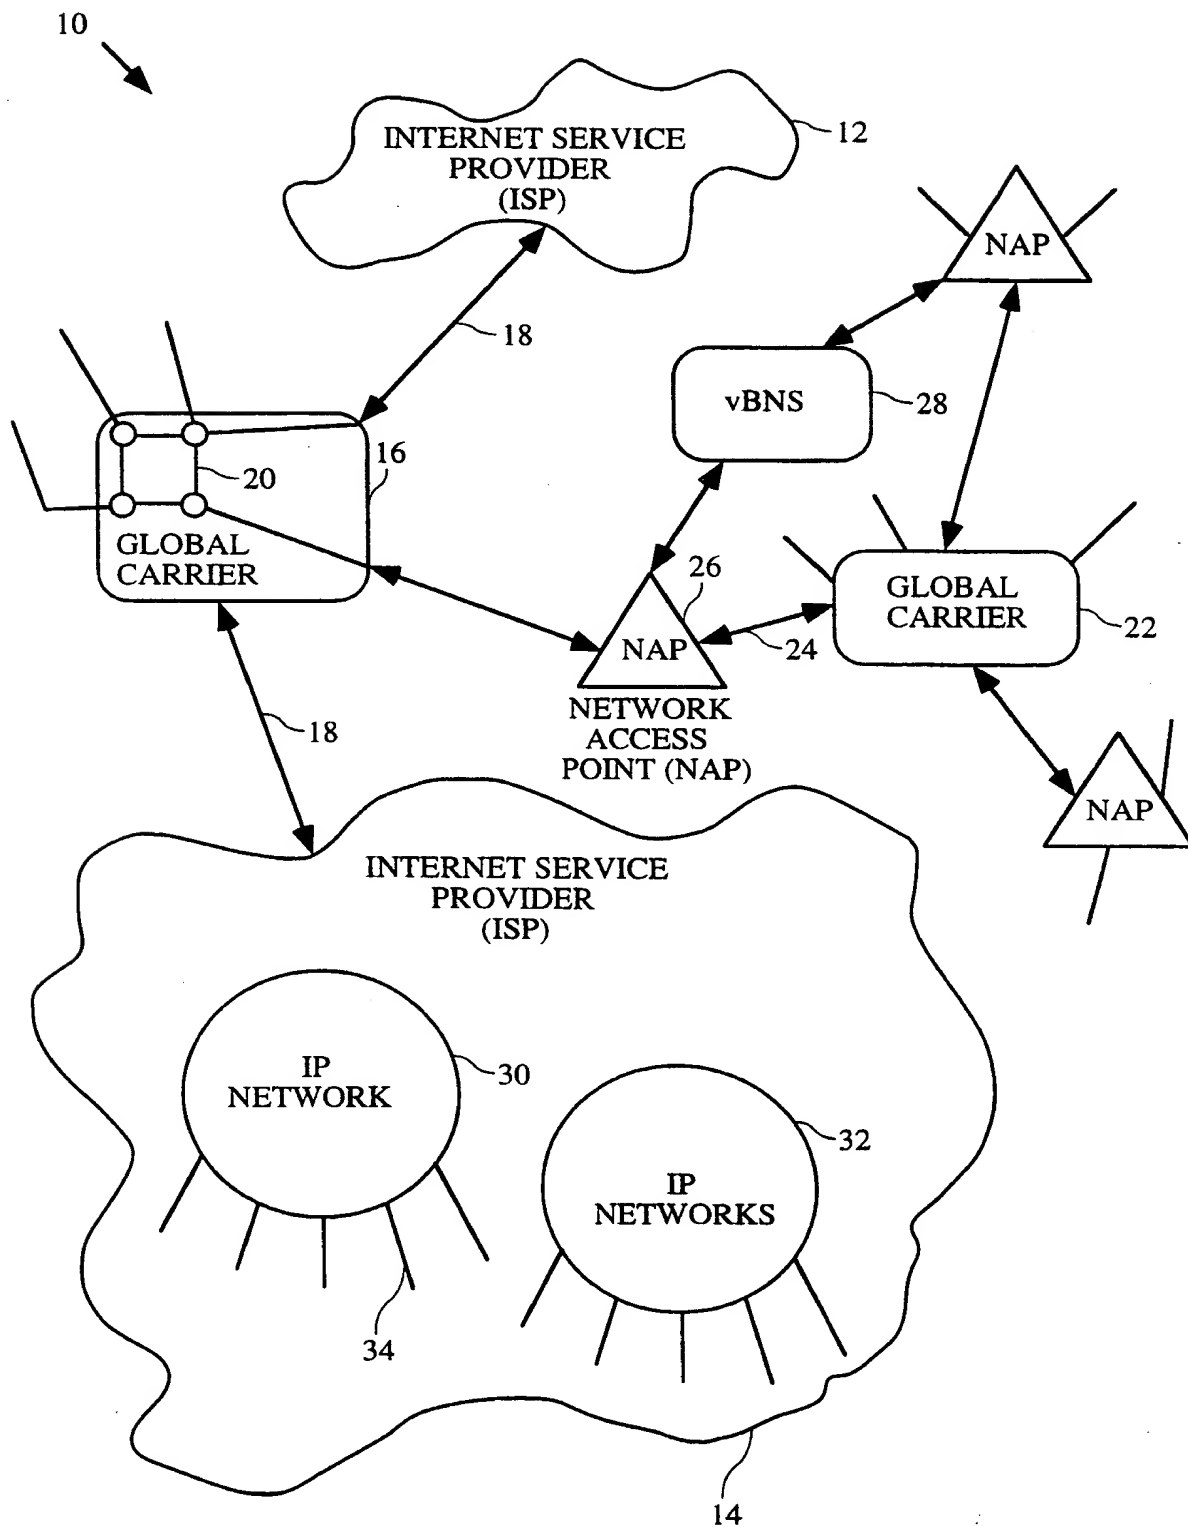 10
INTERNET SERVICE
PROVIDER
(ISP)
12
NAP
18
vBNS
28
16
20
GLOBAL
CARRIER
26
GLOBAL
CARRIER
22
24
NAP
NETWORK
ACCESS
POINT (NAP)
18
NAP
INTERNET SERVICE
PROVIDER
(ISP)
IP
NETWORK
30
32
IP
NETWORKS
34
14